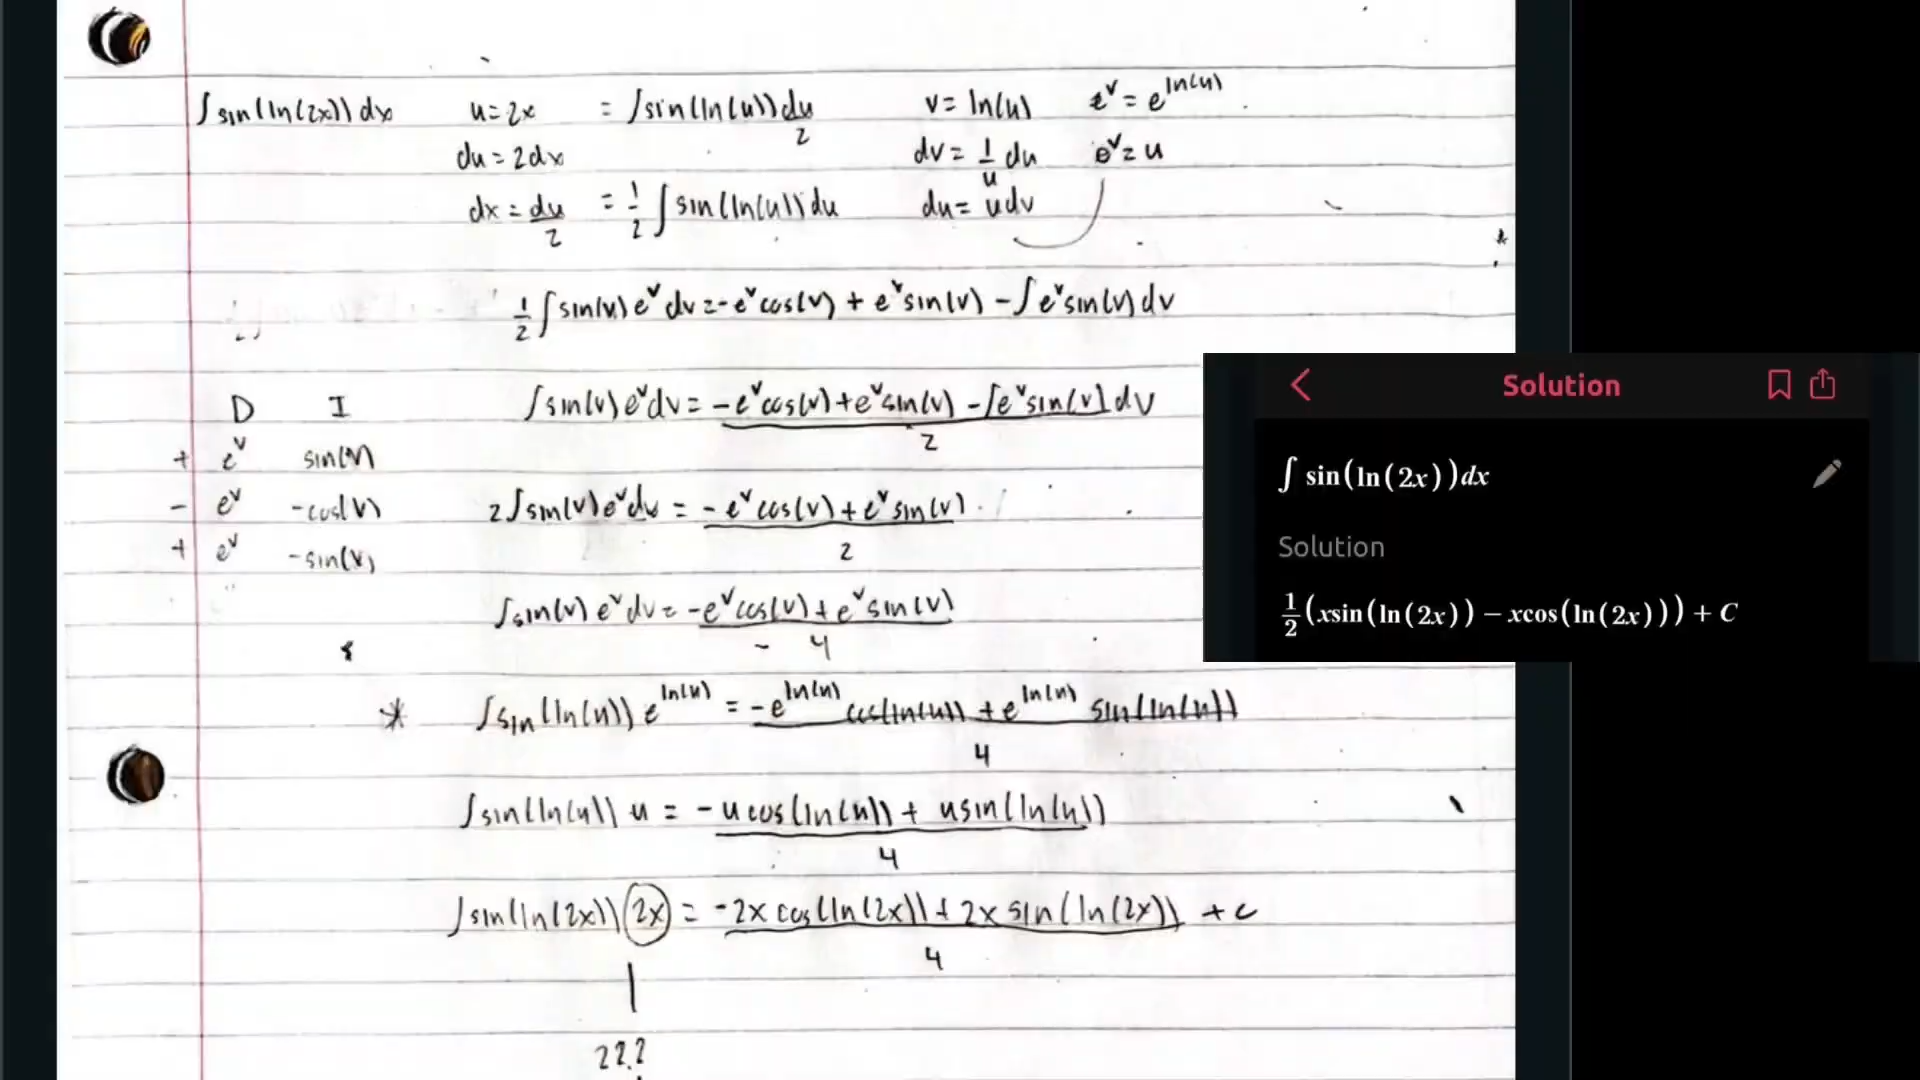 ∫sin(ln(2x)) dx   u = 2x   = ∫sin(ln(u)) du/2   v = ln(u)   e^v = e^ln(u)
du = 2dx   dv = 1/u du   e^v = u
dx = du/2   = 1/2 ∫ sin(ln(u)) du   du = u dv
1/2 ∫ sin(v) e^v dv = -e^v cos(v) + e^v sin(v) - ∫e^v sin(v) dv
D   I   ∫sin(v) e^v dv = (-e^v cos(v) + e^v sin(v) - ∫e^v sin(v) dv)/2
+ e^v   sin(v)
- e^v   -cos(v)   2∫sin(v) e^v dv = (-e^v cos(v) + e^v sin(v))/2
+ e^v   -sin(v)
∫sin(v) e^v dv = (-e^v cos(v) + e^v sin(v))/4
* ∫sin(ln(u)) e^ln(u) = (-e^ln(u) cos(ln(u)) + e^ln(u) sin(ln(u)))/4
∫sin(ln(u)) u = (-u cos(ln(u)) + u sin(ln(u)))/4
∫sin(ln(2x)) 2x = (-2x cos(ln(2x)) + 2x sin(ln(2x)))/4 + c
???
Solution
∫ sin(ln(2x))dx
Solution
1/2(xsin(ln(2x)) − xcos(ln(2x))) + C